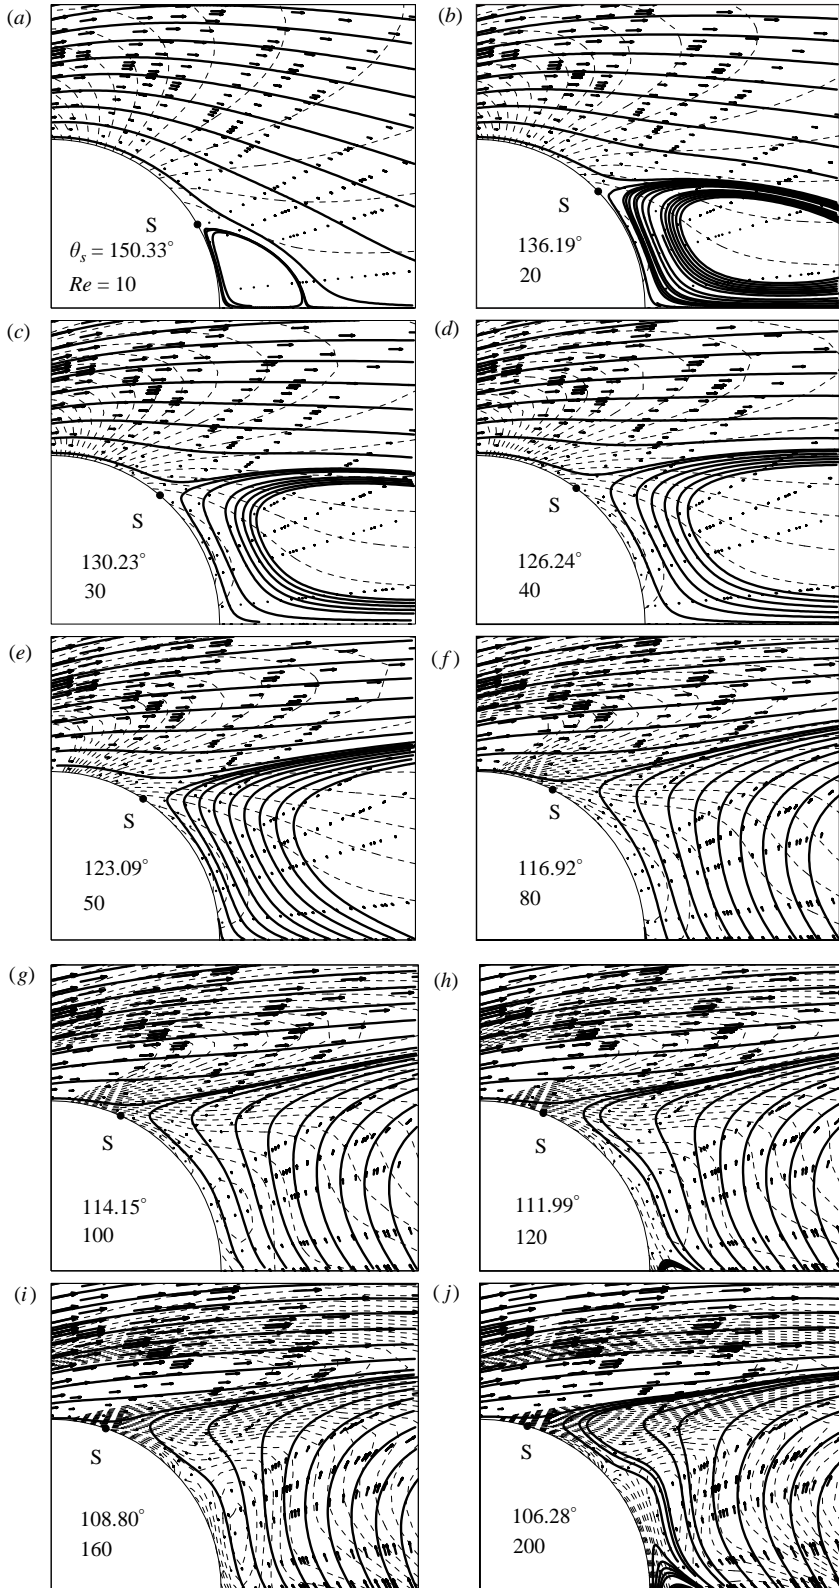 (a)
S
θs = 150.33°
Re = 10
(b)
S
136.19°
20
(c)
S
130.23°
30
(d)
S
126.24°
40
(e)
S
123.09°
50
(f)
S
116.92°
80
(g)
S
114.15°
100
(h)
S
111.99°
120
(i)
S
108.80°
160
(j)
S
106.28°
200